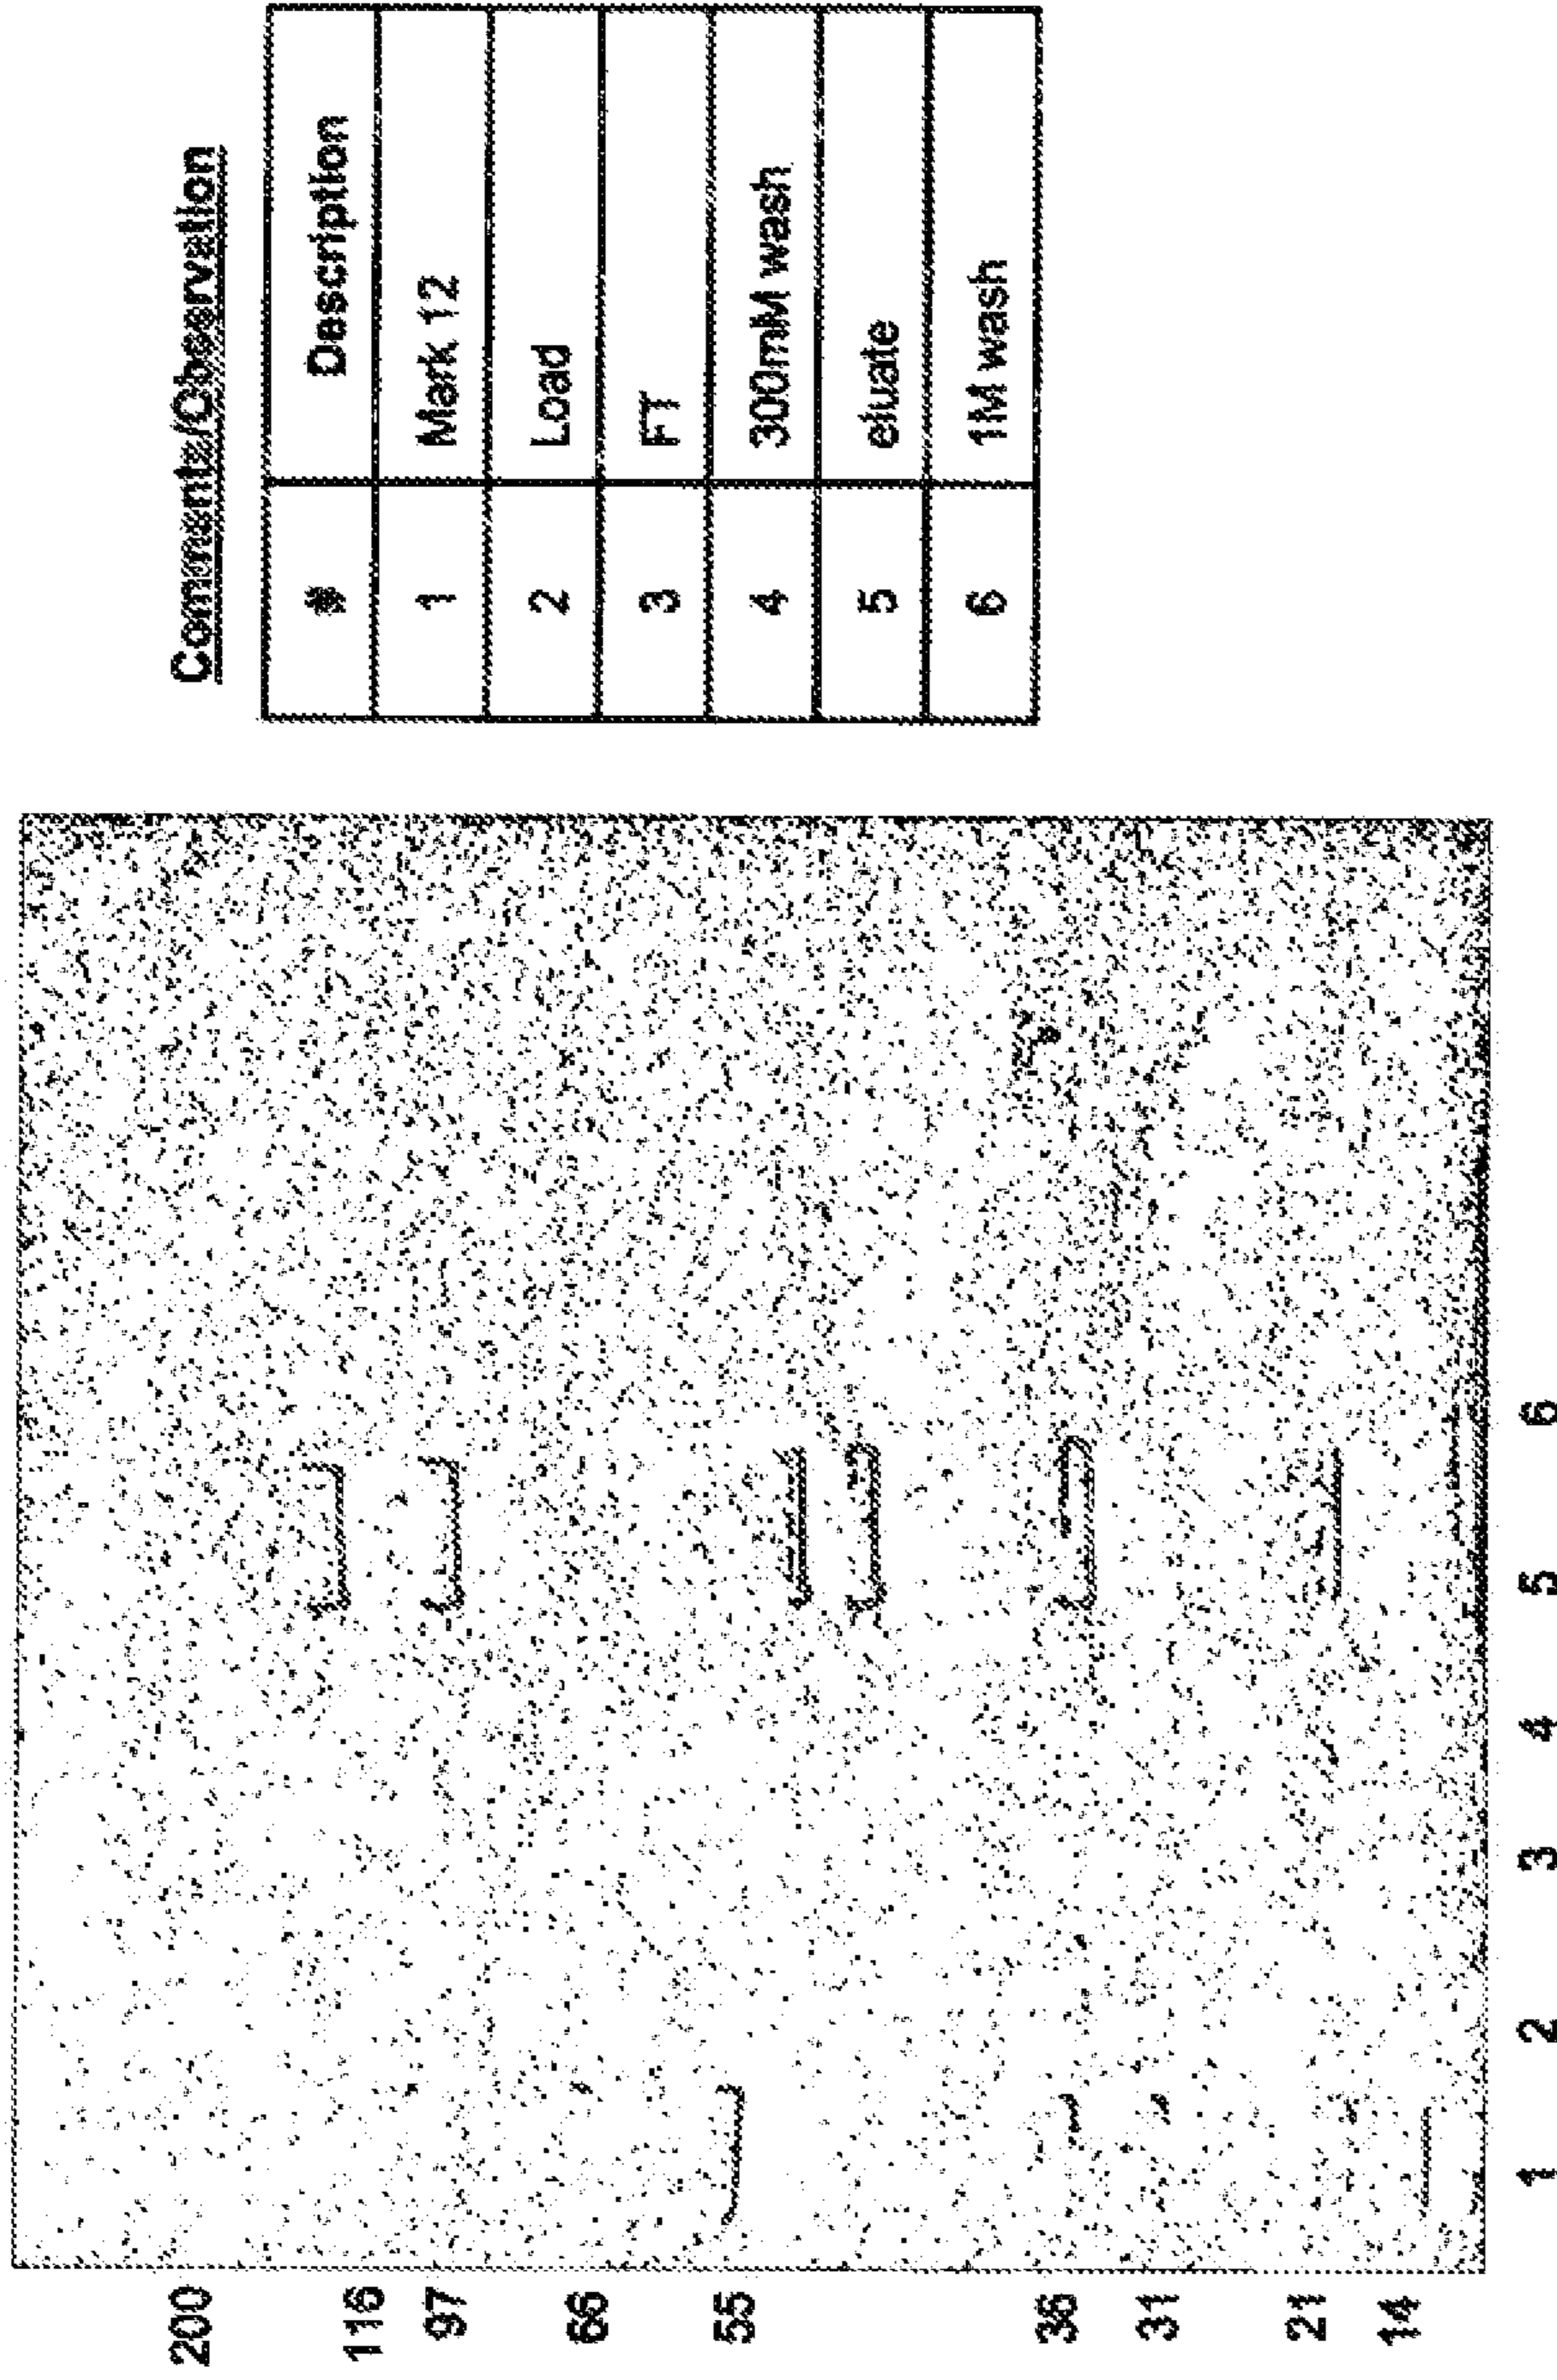 Comments/Observation
# Description
1 Mark 12
2 Load
3 FT
4 300mM wash
5 eluate
6 1M wash
200
116
97
66
55
36
31
21
14
1 2 3 4 5 6